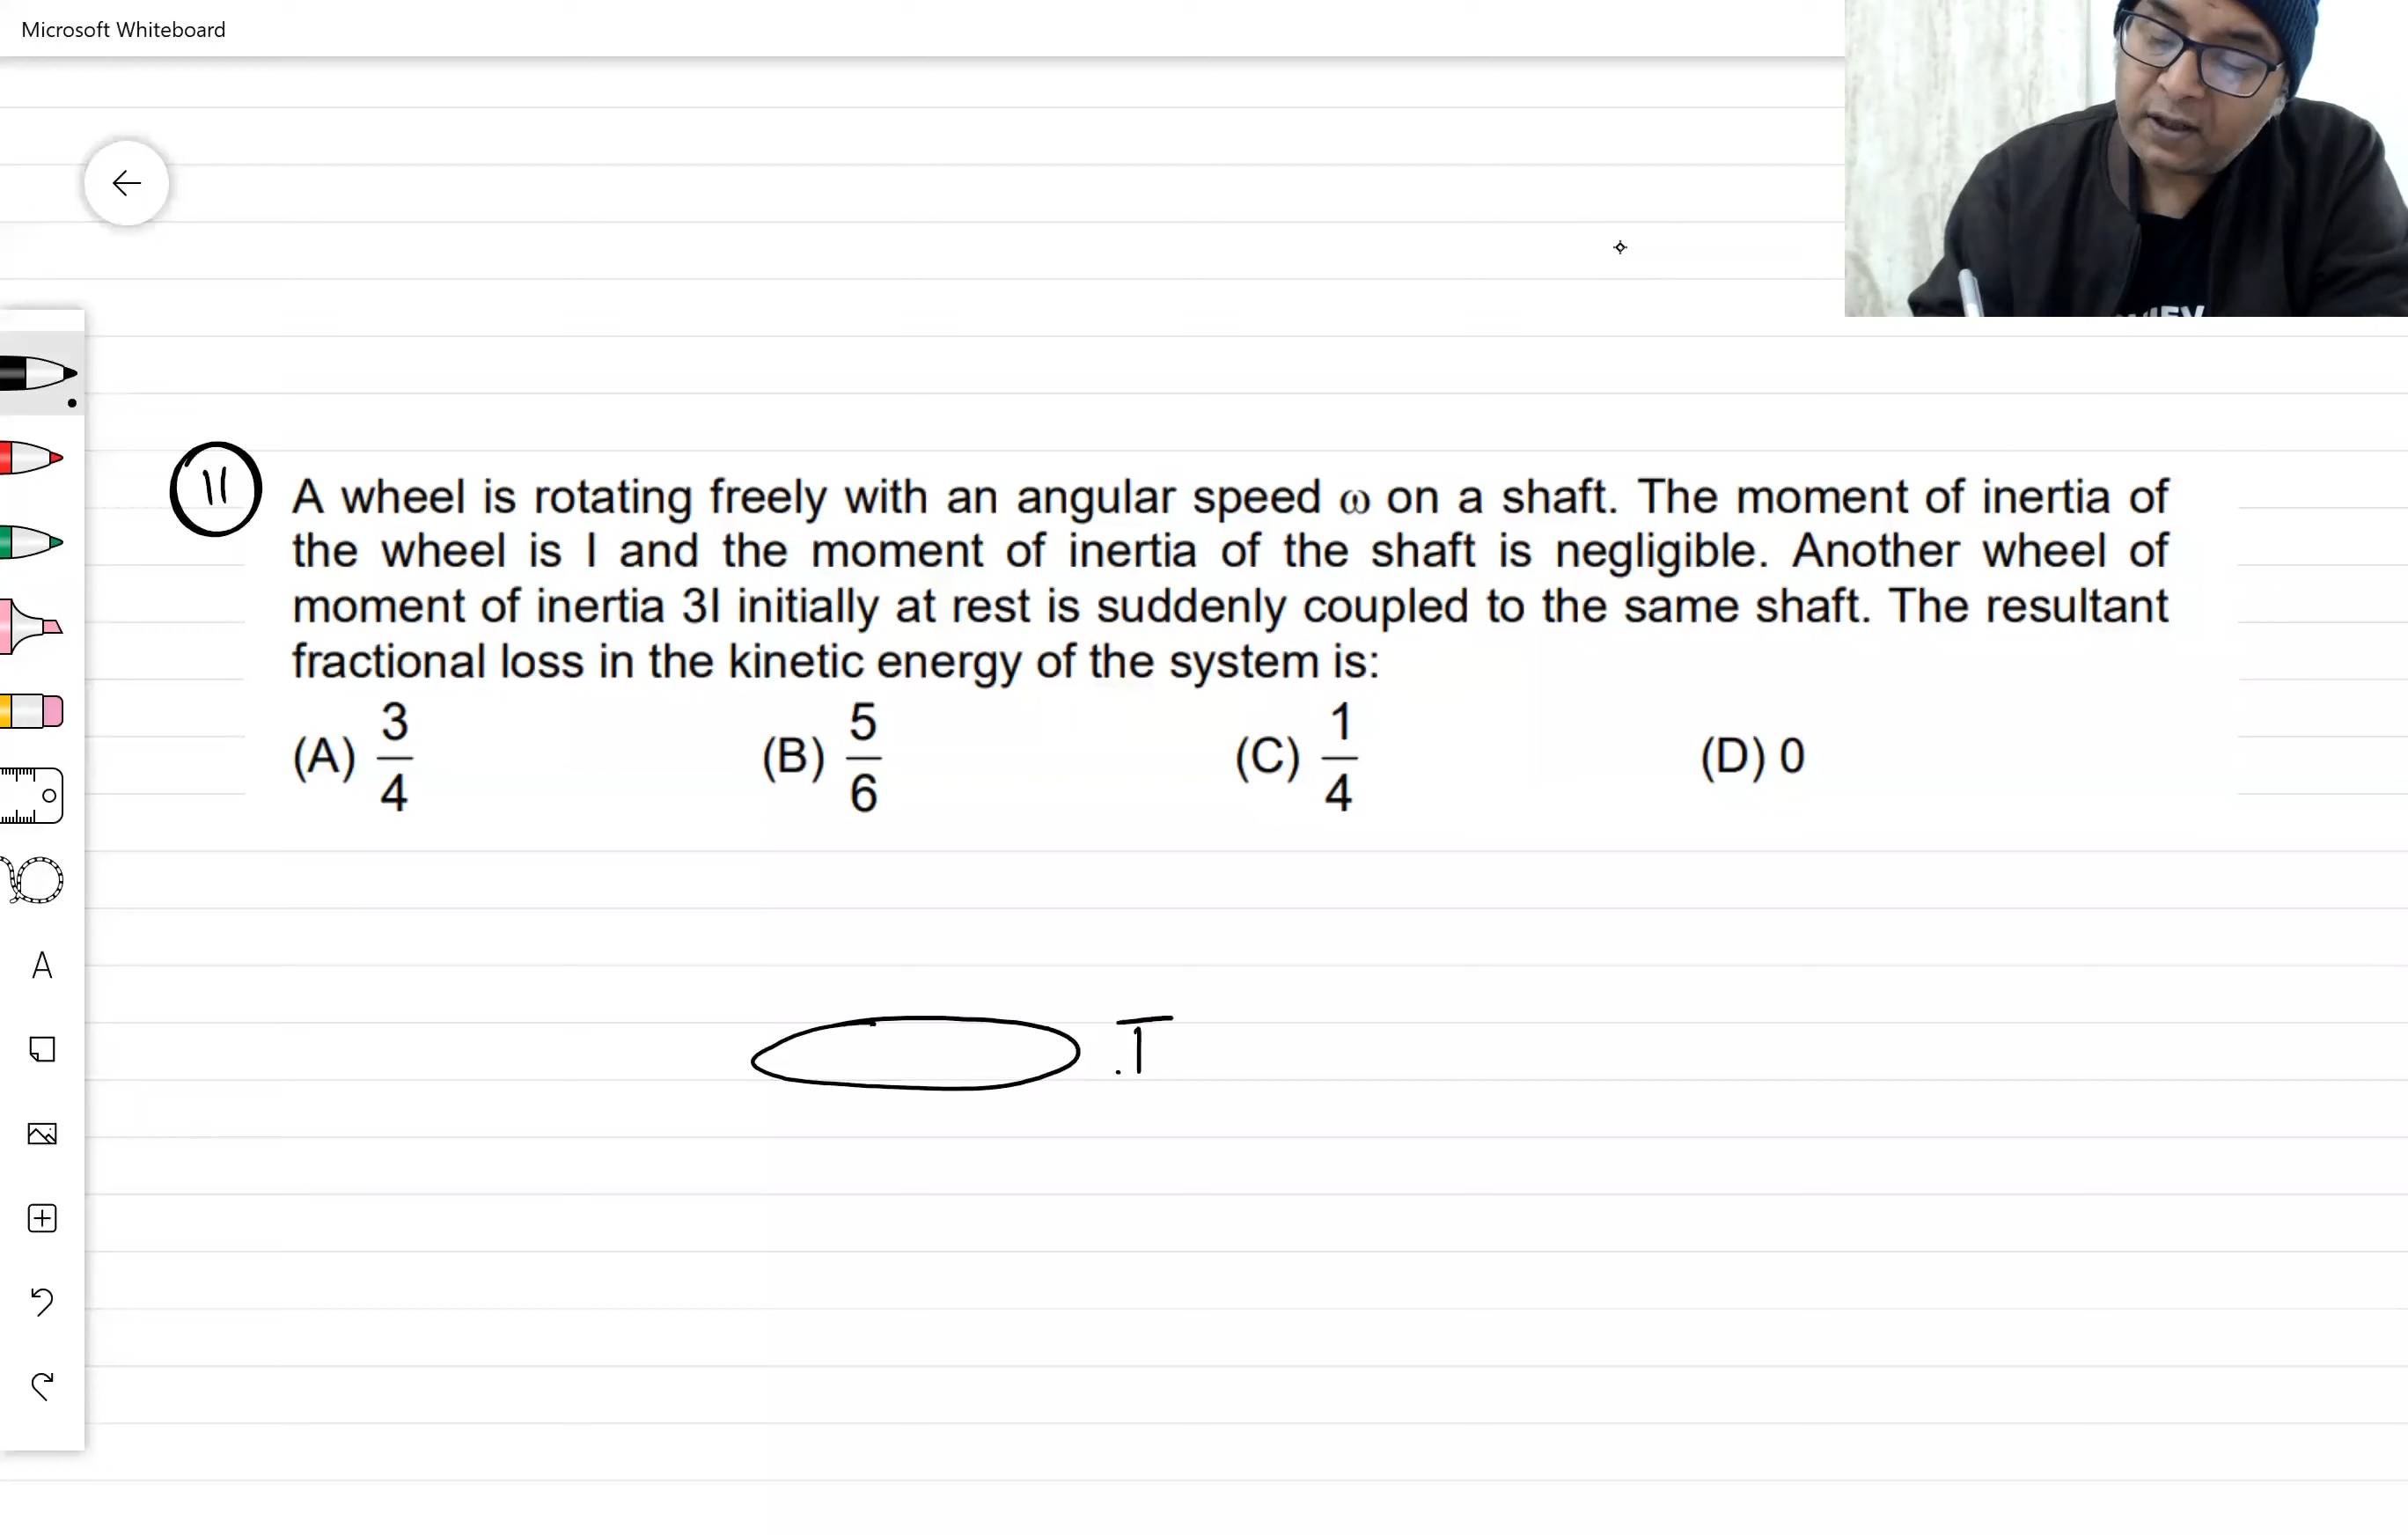 Microsoft Whiteboard
11
A wheel is rotating freely with an angular speed ω on a shaft. The moment of inertia of
the wheel is I and the moment of inertia of the shaft is negligible. Another wheel of
moment of inertia 3I initially at rest is suddenly coupled to the same shaft. The resultant
fractional loss in the kinetic energy of the system is:
(A) 3/4 (B) 5/6 (C) 1/4 (D) 0
A